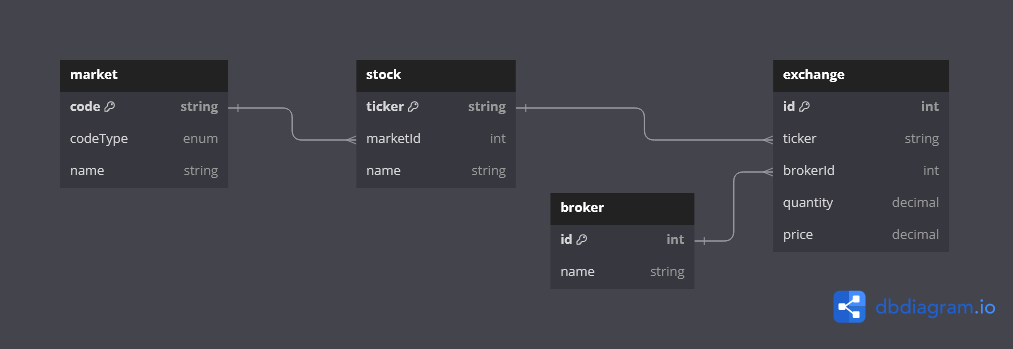 market
code string
codeType enum
name string
stock
ticker string
marketId int
name string
exchange
id int
ticker string
brokerId int
quantity decimal
price decimal
broker
id int
name string
dbdiagram.io